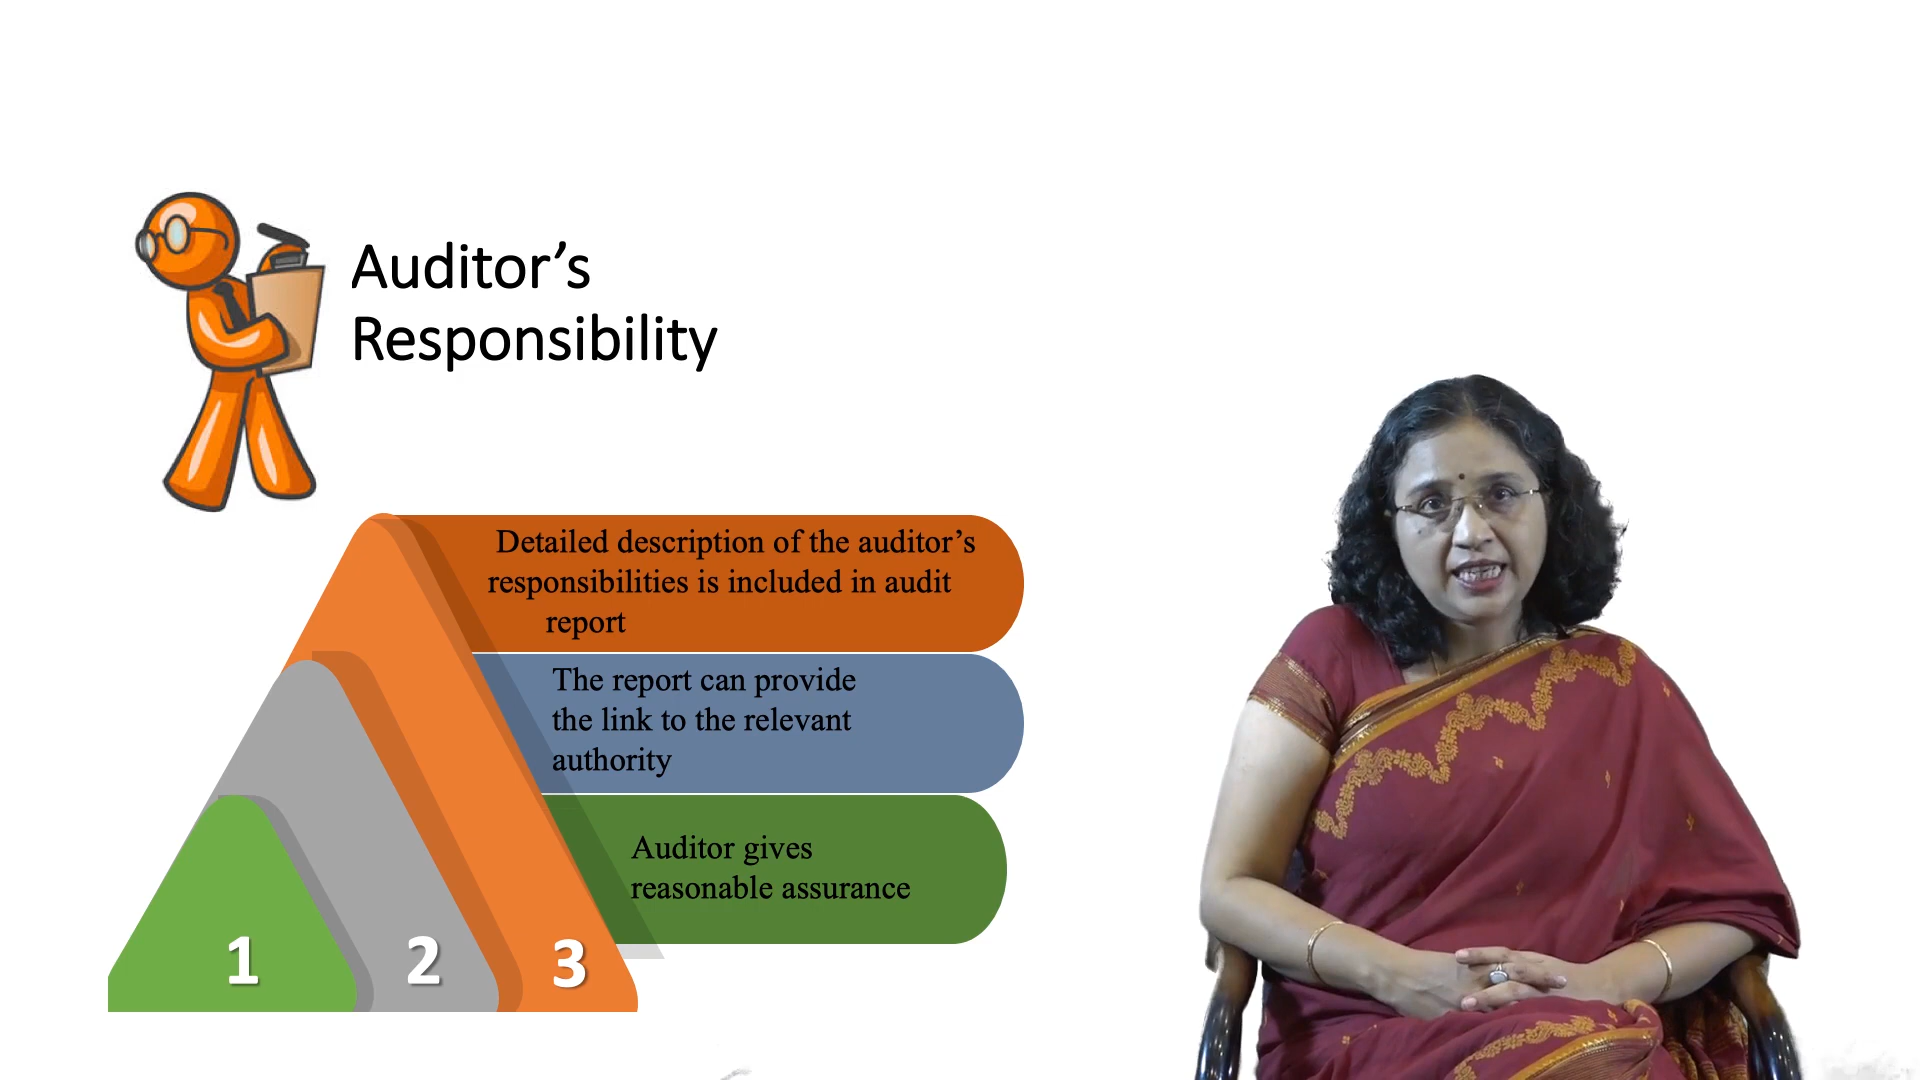 Auditor’s
Responsibility
Detailed description of the auditor’s
responsibilities is included in audit
report
The report can provide
the link to the relevant
authority
Auditor gives
reasonable assurance
1
2
3